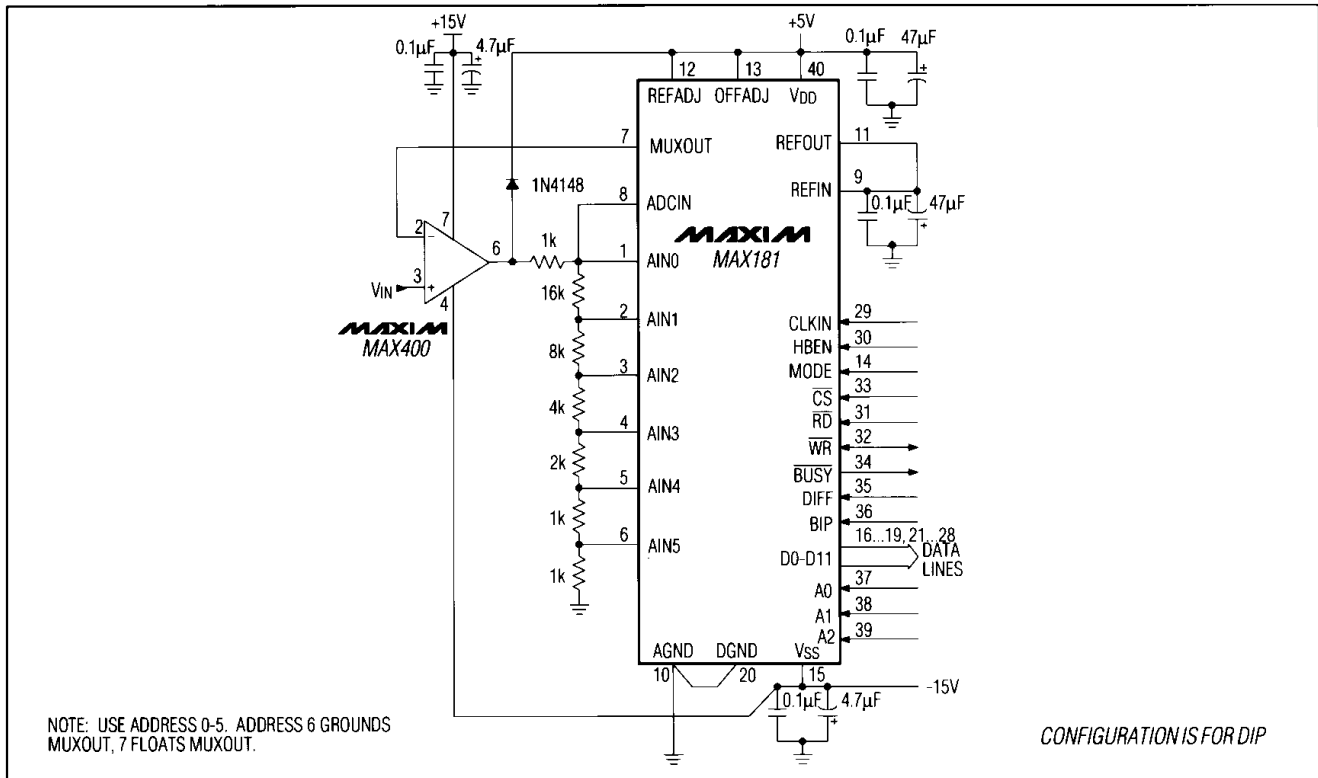 +15V
0.1µF
4.7µF
+
+5V
0.1µF
47µF
+
12
13
40
REFADJ
OFFADJ
VDD
7
MUXOUT
REFOUT
11
1N4148
8
ADCIN
REFIN
9
0.1µF
47µF
+
MAXIM
MAX181
2
-
7
6
1k
1
AIN0
VIN
3
+
4
MAXIM
MAX400
16k
2
AIN1
8k
3
AIN2
4k
4
AIN3
2k
5
AIN4
1k
6
AIN5
1k
CLKIN
29
HBEN
30
MODE
14
CS
33
RD
31
WR
32
BUSY
34
DIFF
35
BIP
36
16...19, 21...28
D0-D11
DATA
LINES
A0
37
A1
38
A2
39
AGND
DGND
VSS
10
20
15
-15V
0.1µF
4.7µF
+
NOTE: USE ADDRESS 0-5. ADDRESS 6 GROUNDS
MUXOUT, 7 FLOATS MUXOUT.
CONFIGURATION IS FOR DIP